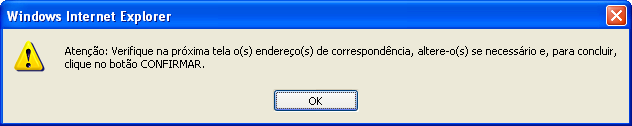 Windows Internet Explorer
Atenção: Verifique na próxima tela o(s) endereço(s) de correspondência, altere-o(s) se necessário e, para concluir,
clique no botão CONFIRMAR.
OK